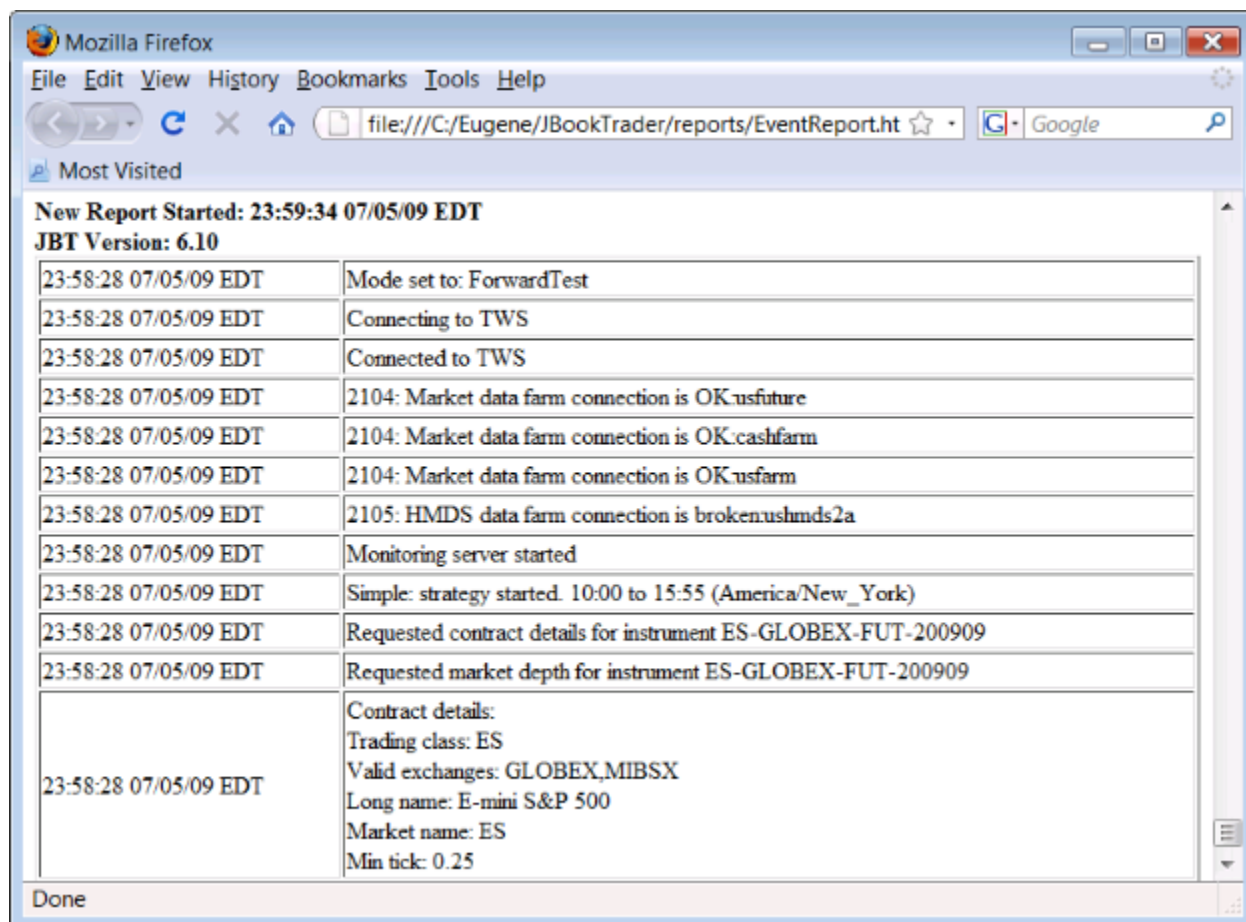 Mozilla Firefox
File Edit View History Bookmarks Tools Help
file:///C:/Eugene/JBookTrader/reports/EventReport.ht G Google
Most Visited
New Report Started: 23:59:34 07/05/09 EDT
JBT Version: 6.10
23:58:28 07/05/09 EDT Mode set to: ForwardTest
23:58:28 07/05/09 EDT Connecting to TWS
23:58:28 07/05/09 EDT Connected to TWS
23:58:28 07/05/09 EDT 2104: Market data farm connection is OK:usfuture
23:58:28 07/05/09 EDT 2104: Market data farm connection is OK:cashfarm
23:58:28 07/05/09 EDT 2104: Market data farm connection is OK:usfarm
23:58:28 07/05/09 EDT 2105: HMDS data farm connection is broken:ushmds2a
23:58:28 07/05/09 EDT Monitoring server started
23:58:28 07/05/09 EDT Simple: strategy started. 10:00 to 15:55 (America/New_York)
23:58:28 07/05/09 EDT Requested contract details for instrument ES-GLOBEX-FUT-200909
23:58:28 07/05/09 EDT Requested market depth for instrument ES-GLOBEX-FUT-200909
23:58:28 07/05/09 EDT Contract details:
Trading class: ES
Valid exchanges: GLOBEX,MIBSX
Long name: E-mini S&P 500
Market name: ES
Min tick: 0.25
Done